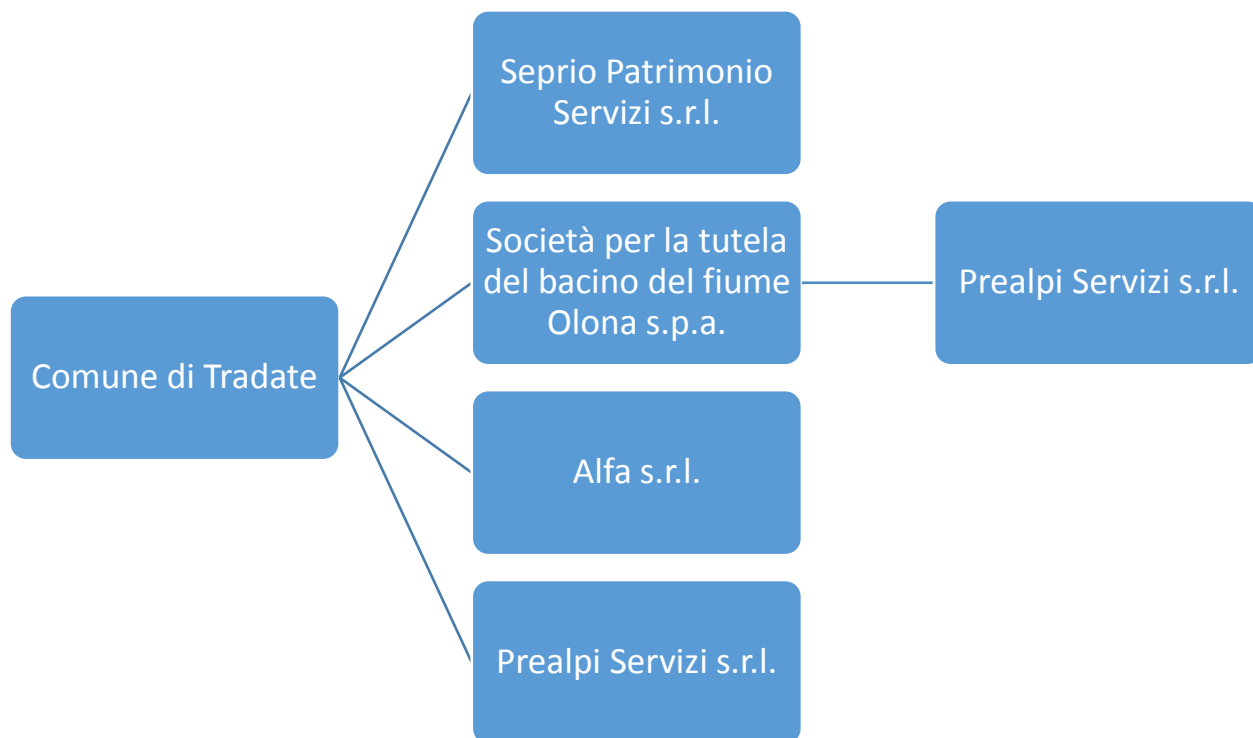 Comune di Tradate
Seprio Patrimonio
Servizi s.r.l.
Società per la tutela
del bacino del fiume
Olona s.p.a.
Prealpi Servizi s.r.l.
Alfa s.r.l.
Prealpi Servizi s.r.l.